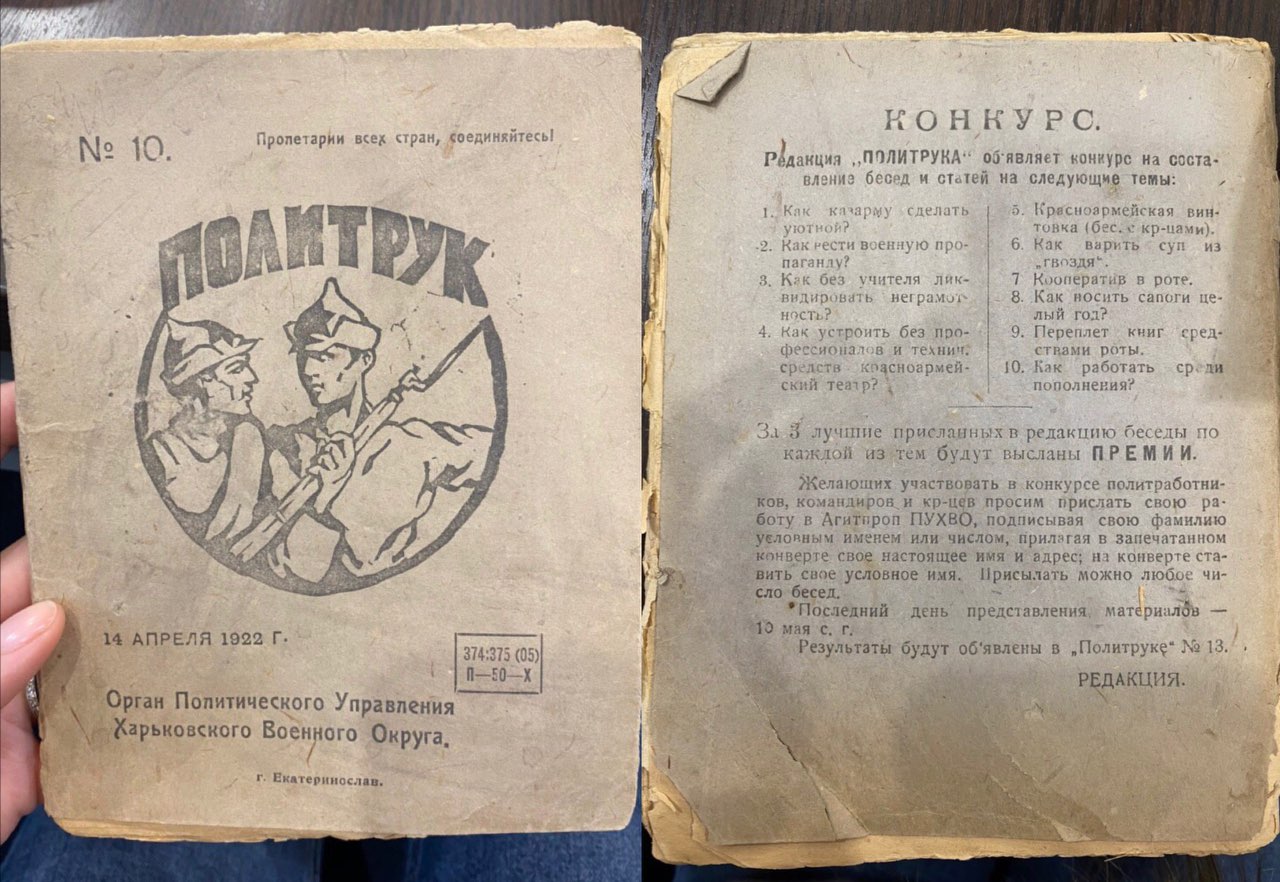 № 10.
Пролетарии всех стран, соединяйтесь!
ПОЛИТРУК
14 АПРЕЛЯ 1922 Г.
374:375 (05)
П—50—X
Орган Политического Управления
Харьковского Военного Округа.
г. Екатеринослав.
КОНКУРС.
Редакция „ПОЛИТРУКА“ об‘являет конкурс на соста-
вление бесед и статей на следующие темы:
1. Как казарму сделать
уютной?
2. Как вести военную про-
паганду?
3. Как без учителя лик-
видировать неграмот-
ность?
4. Как устроить без про-
фессионалов и технич.
средств красноармей-
ский театр?
5. Красноармейская вин-
товка (бес. с кр-цами).
6. Как варить суп из
„гвоздя“.
7 Кооператив в роте.
8. Как носить сапоги це-
лый год?
9. Переплет книг сред-
ствами роты.
10. Как работать среди
пополнения?
За 3 лучшие присланных в редакцию беседы по
каждой из тем будут высланы ПРЕМИИ.
Желающих участвовать в конкурсе политработни-
ков, командиров и кр-цев просим прислать свою ра-
боту в Агитпроп ПУХВО, подписывая свою фамилию
условным именем или числом, прилагая в запечатанном
конверте свое настоящее имя и адрес; на конверте ста-
вить свое условное имя. Присылать можно любое чи-
сло бесед.
Последний день представления материалов —
10 мая с. г.
Результаты будут об‘явлены в „Политруке“ № 13.
РЕДАКЦИЯ.